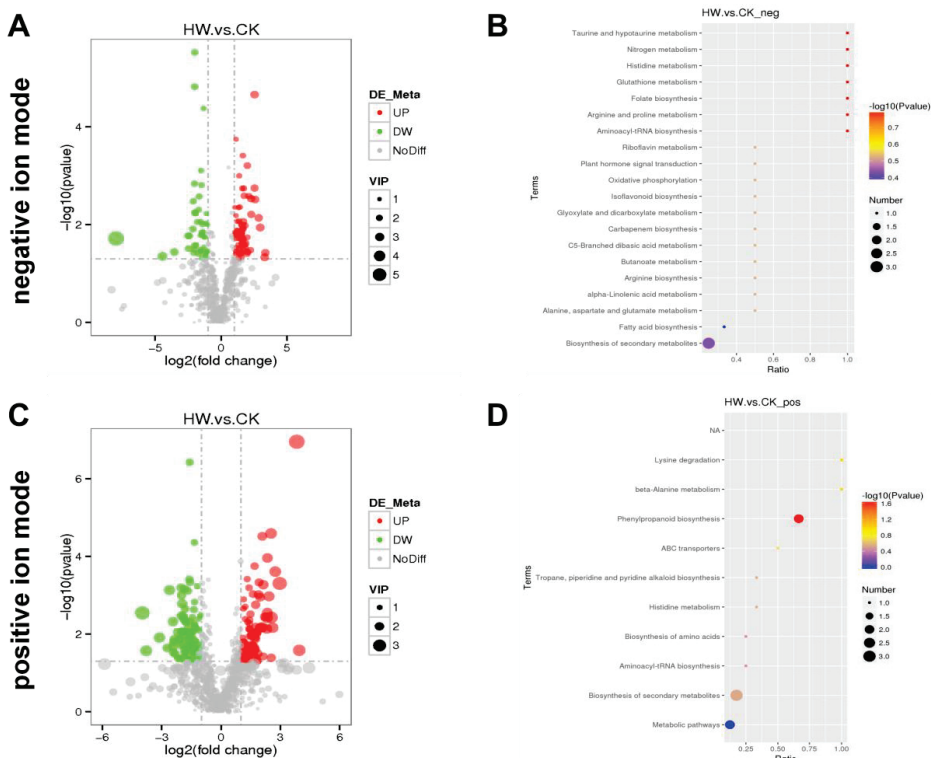 A
negative ion mode
HW.vs.CK
−log10(pvalue)
4
−2
0
−5
0
5
log2(fold change)
DE_Meta
UP
DW
NoDiff
VIP
1
2
3
4
5
B
HW.vs.CK_neg
Terms
Taurine and hypotaurine metabolism
Nitrogen metabolism
Histidine metabolism
Glutathione metabolism
Folate biosynthesis
Arginine and proline metabolism
Aminoacyl-tRNA biosynthesis
Riboflavin metabolism
Plant hormone signal transduction
Oxidative phosphorylation
Isoflavonoid biosynthesis
Glyoxylate and dicarboxylate metabolism
Carbapenem biosynthesis
C5-Branched dibasic acid metabolism
Butanoate metabolism
Arginine biosynthesis
alpha-Linolenic acid metabolism
Alanine, aspartate and glutamate metabolism
Fatty acid biosynthesis
Biosynthesis of secondary metabolites
0.4
0.6
0.8
1.0
Ratio
-log10(Pvalue)
0.7
0.6
0.5
0.4
Number
1.0
1.5
2.0
2.5
3.0
C
positive ion mode
HW.vs.CK
−log10(pvalue)
6
4
2
0
−6
−3
0
3
6
log2(fold change)
DE_Meta
UP
DW
NoDiff
VIP
1
2
3
D
HW.vs.CK_pos
Terms
NA
Lysine degradation
beta-Alanine metabolism
Phenylpropanoid biosynthesis
ABC transporters
Tropane, piperidine and pyridine alkaloid biosynthesis
Histidine metabolism
Biosynthesis of amino acids
Aminoacyl-tRNA biosynthesis
Biosynthesis of secondary metabolites
Metabolic pathways
0.25
0.50
0.75
1.00
Ratio
-log10(Pvalue)
1.6
-1.2
-0.8
-0.4
0.0
Number
1.0
1.5
2.0
2.5
3.0